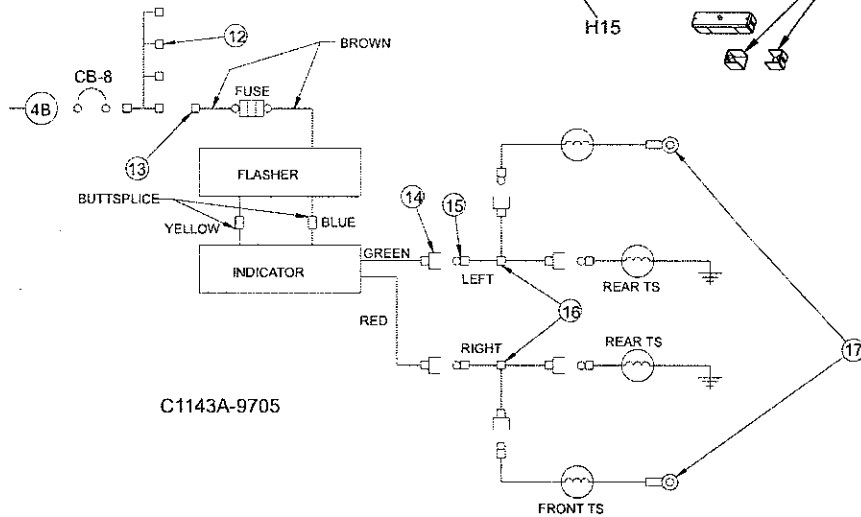 H15
12
BROWN
CB-8
FUSE
4B
13
FLASHER
BUTTSPLICE
YELLOW
BLUE
14
15
GREEN
INDICATOR
LEFT
REAR TS
16
RED
RIGHT
REAR TS
17
C1143A-9705
FRONT TS